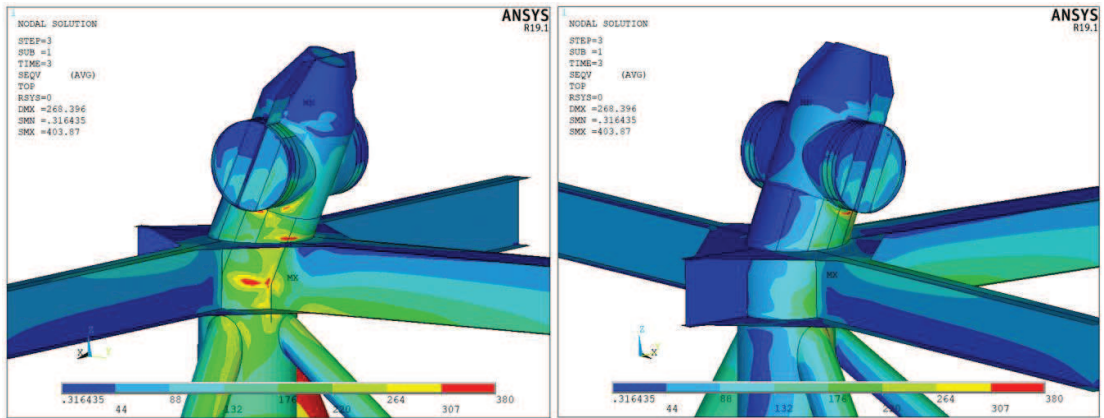 1
ANSYS
R19.1
NODAL SOLUTION
STEP=3
SUB =1
TIME=3
SEQV (AVG)
TOP
RSYS=0
DMX =268.396
SMN =.316435
SMX =403.87
MN
MX
Z
X Y
.316435 88 176 264 380
44 132 220 307
1
ANSYS
R19.1
NODAL SOLUTION
STEP=3
SUB =1
TIME=3
SEQV (AVG)
TOP
RSYS=0
DMX =268.396
SMN =.316435
SMX =403.87
MN
MX
Z
Y X
.316435 88 176 264 380
44 132 220 307